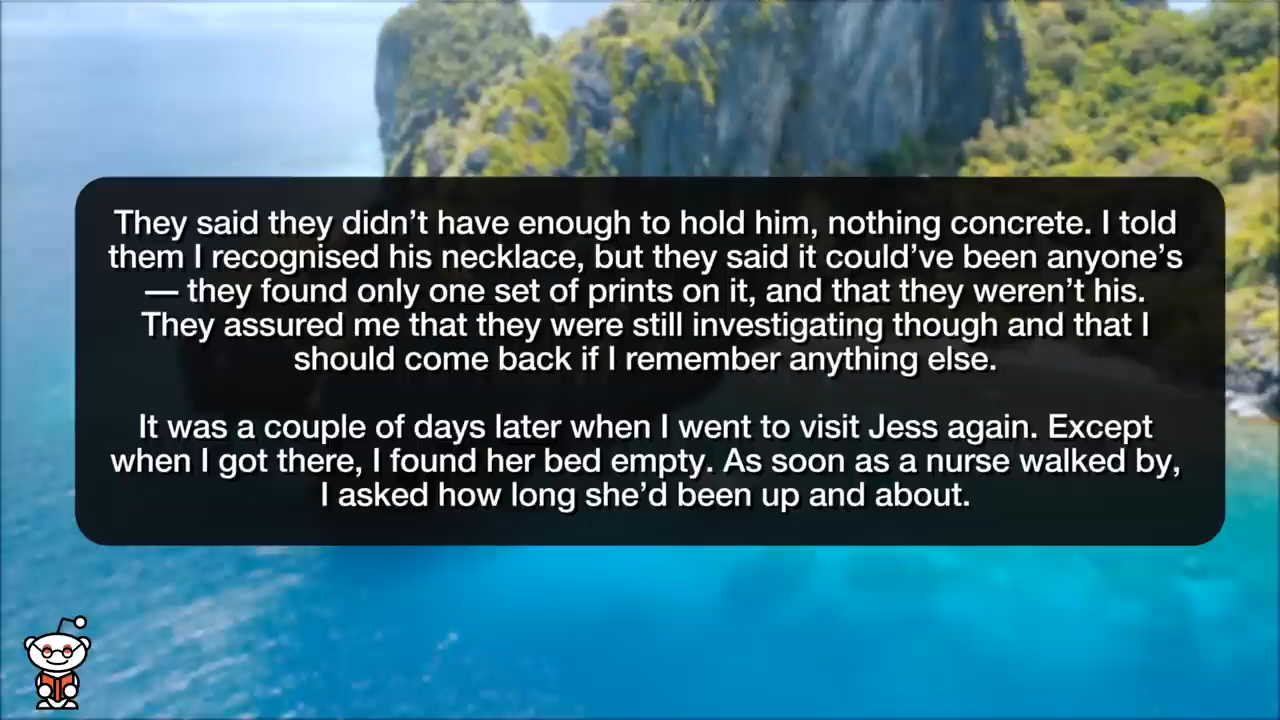 They said they didn’t have enough to hold him, nothing concrete. I told
them I recognised his necklace, but they said it could’ve been anyone’s
— they found only one set of prints on it, and that they weren’t his.
They assured me that they were still investigating though and that I
should come back if I remember anything else.
It was a couple of days later when I went to visit Jess again. Except
when I got there, I found her bed empty. As soon as a nurse walked by,
I asked how long she’d been up and about.